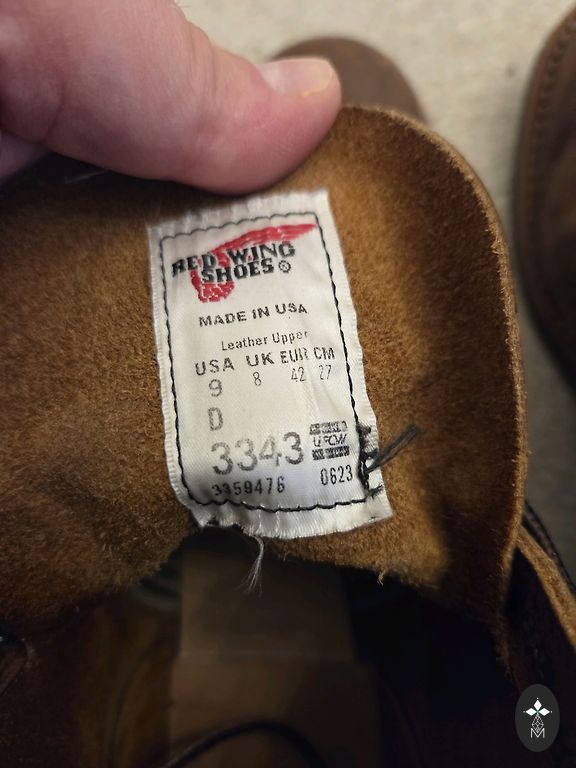 RED WING
SHOES ®
MADE IN USA
Leather Upper
USA UK EUR CM
9 8 42 27
D
3343 UFCW
3359476 0623
M